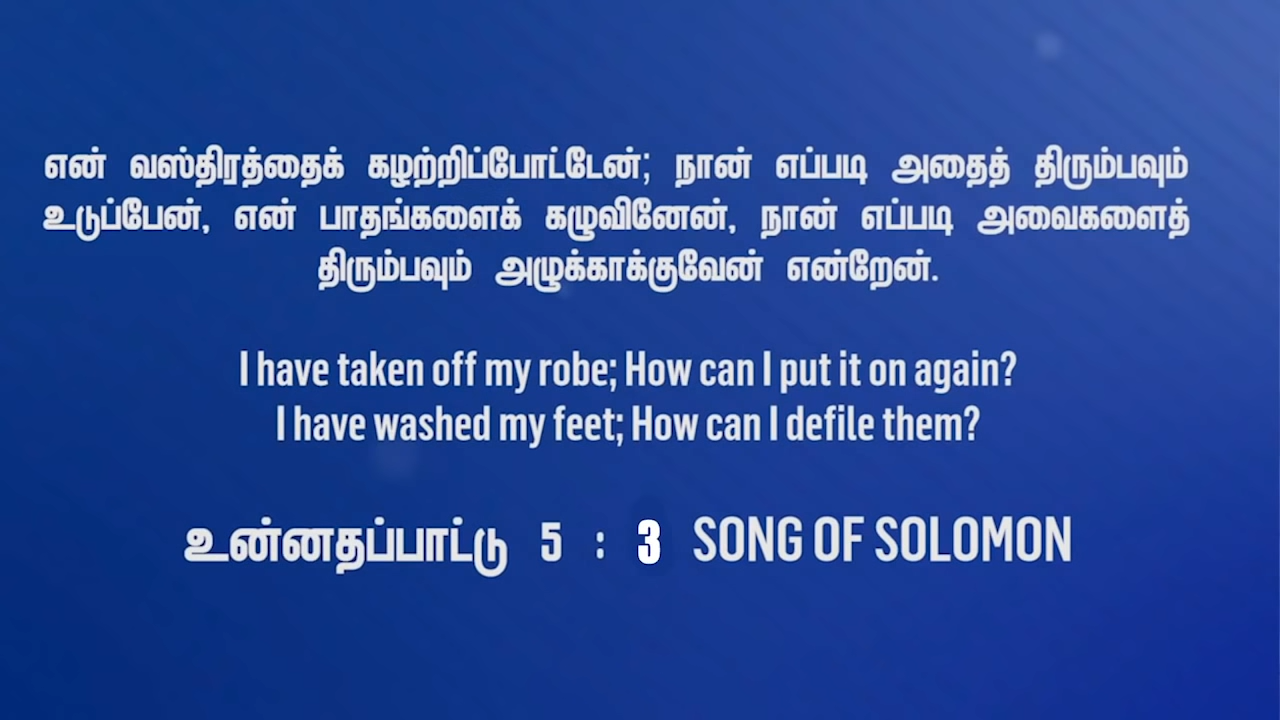 என் வஸ்திரத்தைக் கழற்றிப்போட்டேன்; நான் எப்படி அதைத் திரும்பவும்
உடுப்பேன், என் பாதங்களைக் கழுவினேன், நான் எப்படி அவைகளைத்
திரும்பவும் அழுக்காக்குவேன் என்றேன்.
I have taken off my robe; How can I put it on again?
I have washed my feet; How can I defile them?
உன்னதப்பாட்டு 5 : 3 SONG OF SOLOMON